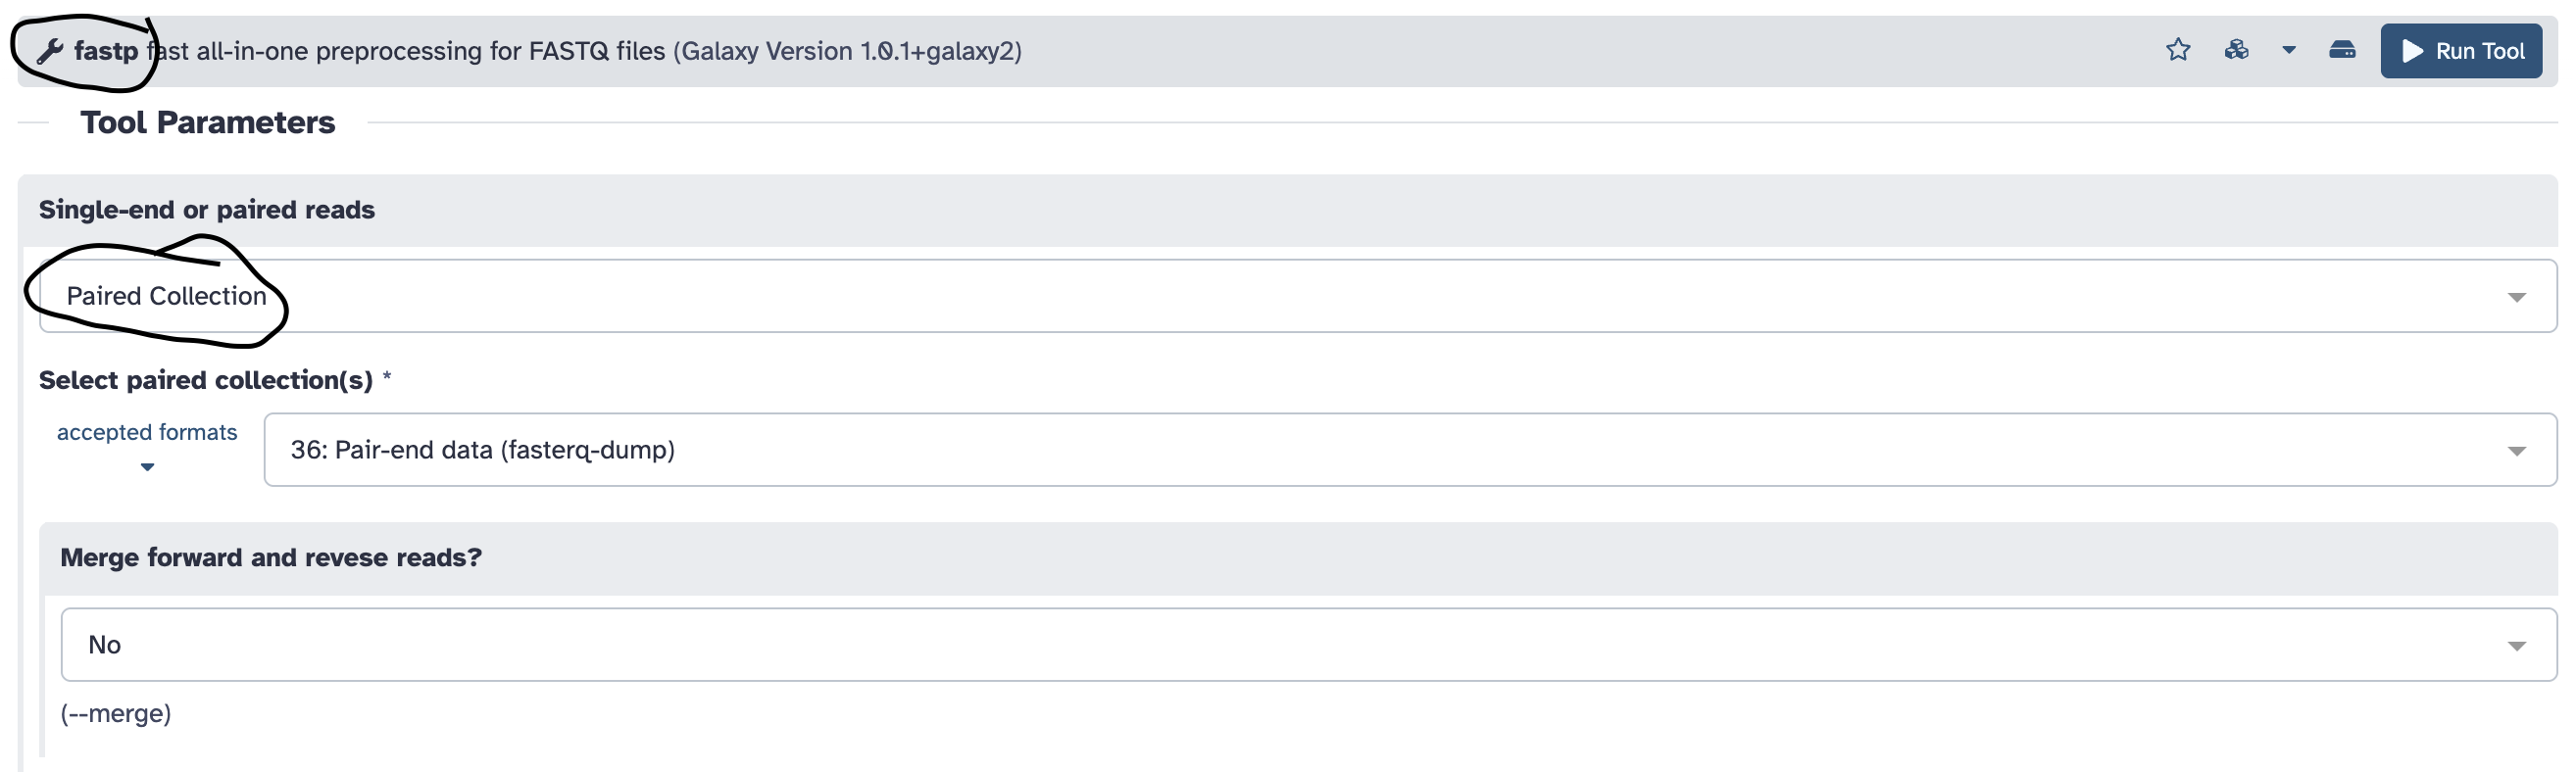 fastp fast all-in-one preprocessing for FASTQ files (Galaxy Version 1.0.1+galaxy2)
Run Tool
Tool Parameters
Single-end or paired reads
Paired Collection
Select paired collection(s) *
accepted formats
36: Pair-end data (fasterq-dump)
Merge forward and revese reads?
No
(--merge)